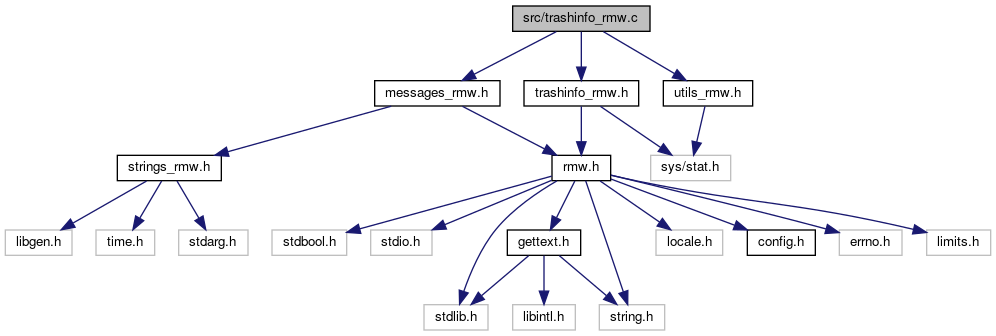 src/trashinfo_rmw.c
messages_rmw.h
trashinfo_rmw.h
utils_rmw.h
strings_rmw.h
rmw.h
sys/stat.h
libgen.h
time.h
stdarg.h
stdbool.h
stdio.h
gettext.h
locale.h
config.h
errno.h
limits.h
stdlib.h
libintl.h
string.h